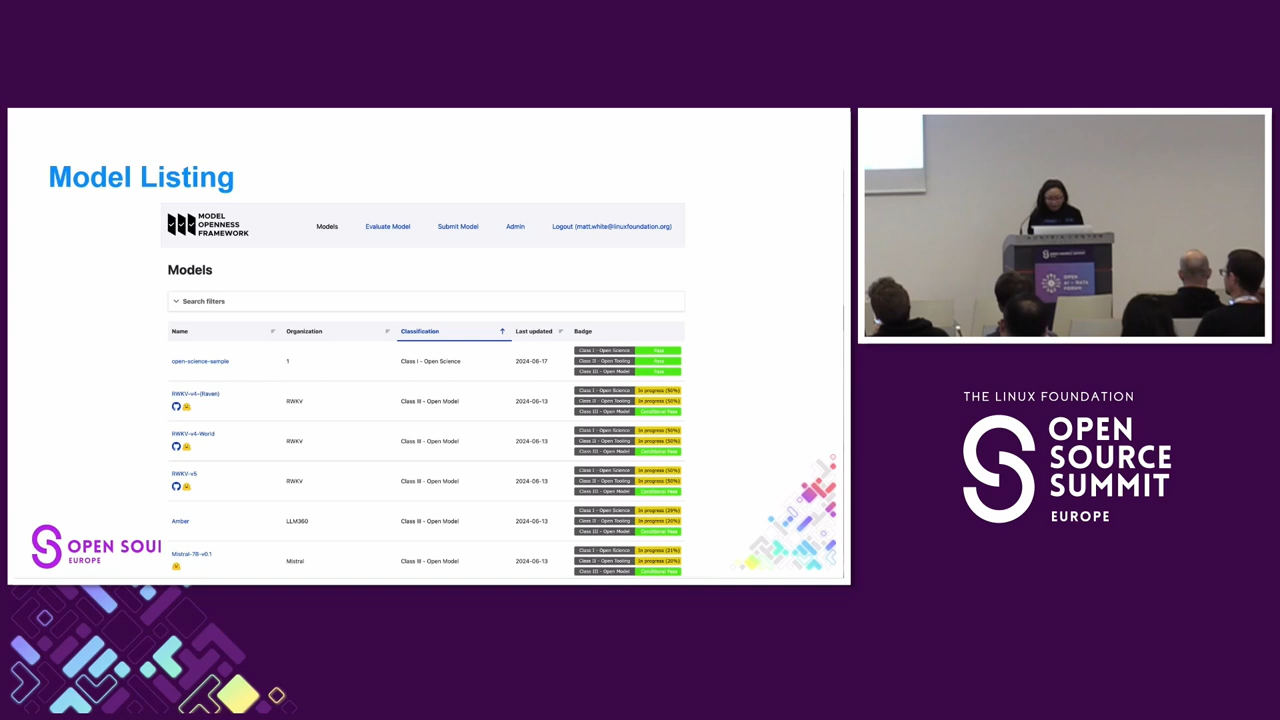 Model Listing
MODEL OPENNESS FRAMEWORK
Models Evaluate Model Submit Model Admin Logout (matt.white@linuxfoundation.org)
Models
Search filters
Name Organization Classification Last updated Badge
open-science-sample 1 Class I - Open Science 2024-06-17
Class I - Open Science Pass
Class II - Open Tooling Pass
Class III - Open Model Pass
RWKV-v4-(Raven) RWKV Class III - Open Model 2024-06-13
Class I - Open Science In progress (50%)
Class II - Open Tooling In progress (50%)
Class III - Open Model Conditional Pass
RWKV-v4-World RWKV Class III - Open Model 2024-06-13
Class I - Open Science In progress (50%)
Class II - Open Tooling In progress (50%)
Class III - Open Model Conditional Pass
RWKV-v5 RWKV Class III - Open Model 2024-06-13
Class I - Open Science In progress (50%)
Class II - Open Tooling In progress (50%)
Class III - Open Model Conditional Pass
Amber LLM360 Class III - Open Model 2024-06-13
Class I - Open Science In progress (29%)
Class II - Open Tooling In progress (20%)
Class III - Open Model Conditional Pass
Mistral-7B-v0.1 Mistral Class III - Open Model 2024-06-13
Class I - Open Science In progress (21%)
Class II - Open Tooling In progress (20%)
Class III - Open Model Conditional Pass
OPEN SOUI
EUROPE
THE LINUX FOUNDATION
OPEN
SOURCE
SUMMIT
EUROPE